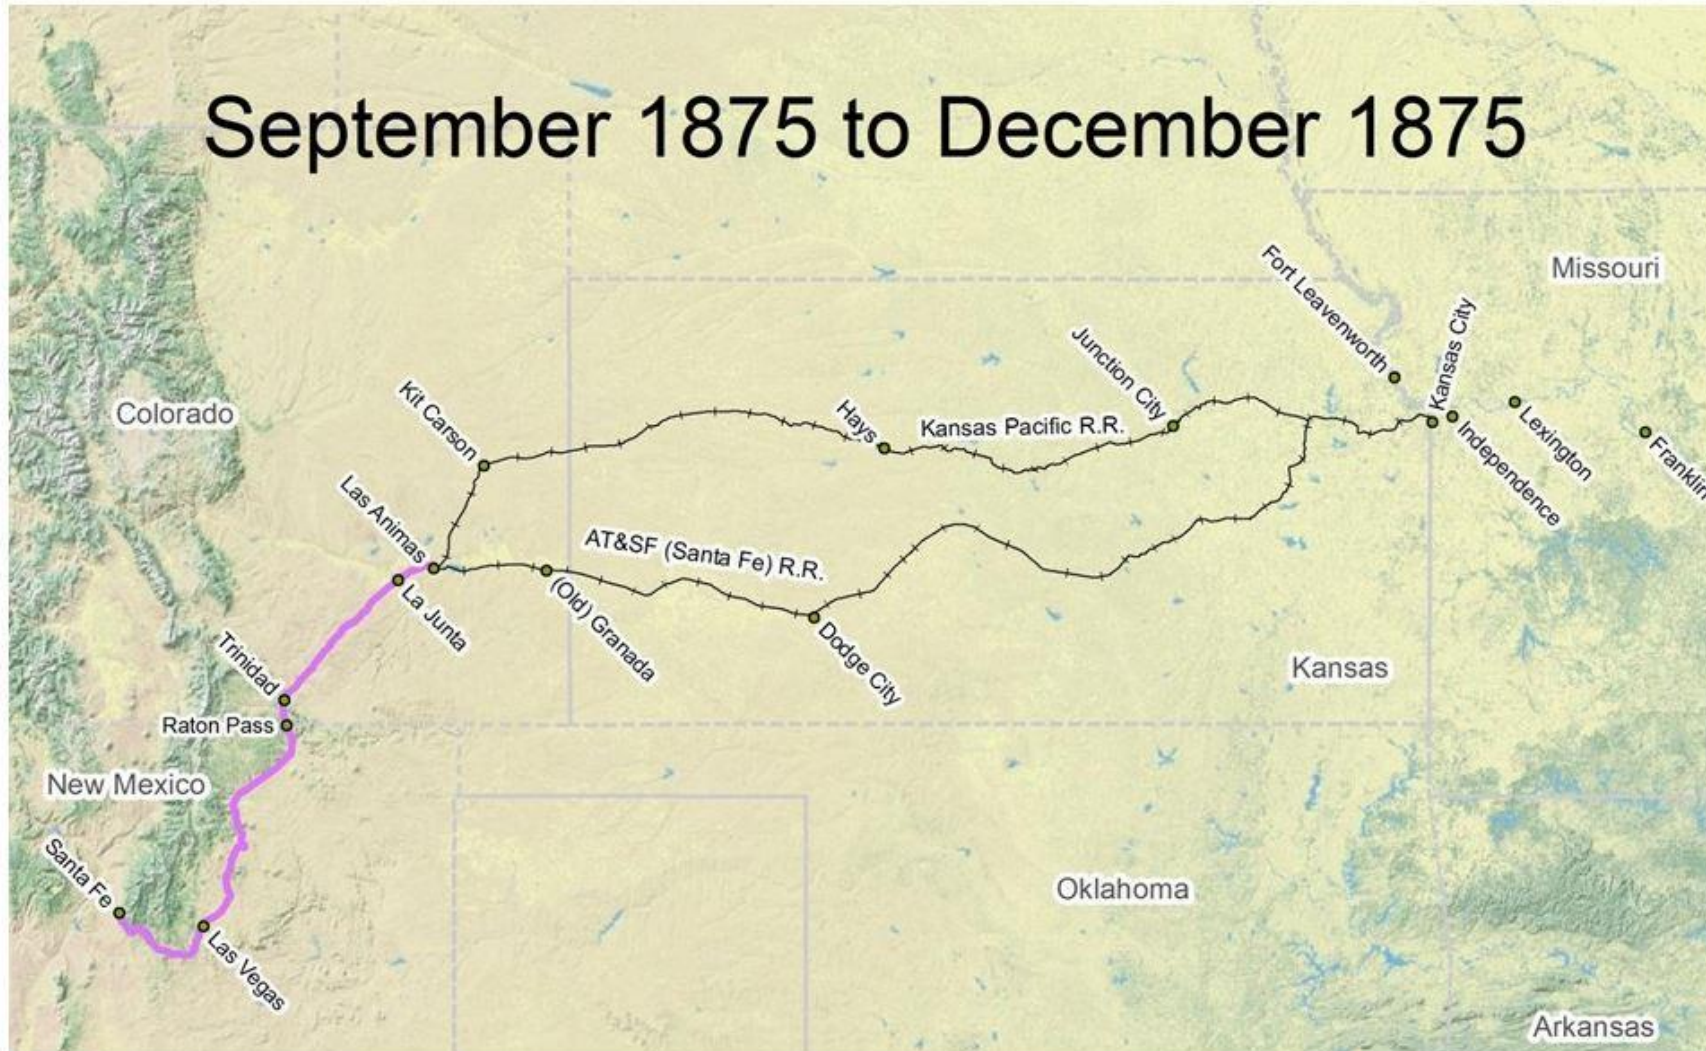 September 1875 to December 1875
Missouri
Fort Leavenworth
Kansas City
Junction City
Kit Carson
Colorado
Hays
Kansas Pacific R.R.
Lexington
Independence
Franklin
Las Animas
AT&SF (Santa Fe) R.R.
La Junta
(Old) Granada
Dodge City
Trinidad
Kansas
Raton Pass
New Mexico
Santa Fe
Oklahoma
Las Vegas
Arkansas